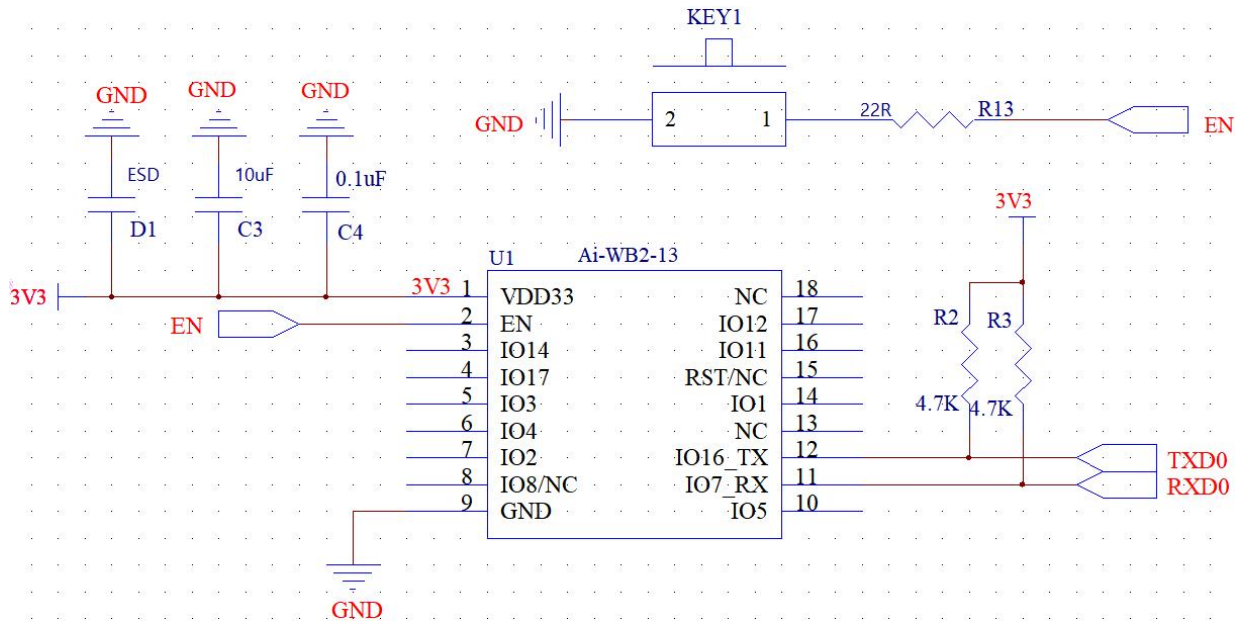 KEY1
GND GND GND
GND 2 1 22R R13 EN
ESD 10uF 0.1uF
D1 C3 C4
3V3
U1 Ai-WB2-13
3V3 3V3 1 VDD33 NC 18
EN 2 EN IO12 17
3 IO14 IO11 16
R2 R3
4 IO17 RST/NC 15
5 IO3 IO1 14
4.7K 4.7K
6 IO4 NC 13
7 IO2 IO16_TX 12 TXD0
8 IO8/NC IO7_RX 11 RXD0
9 GND IO5 10
GND